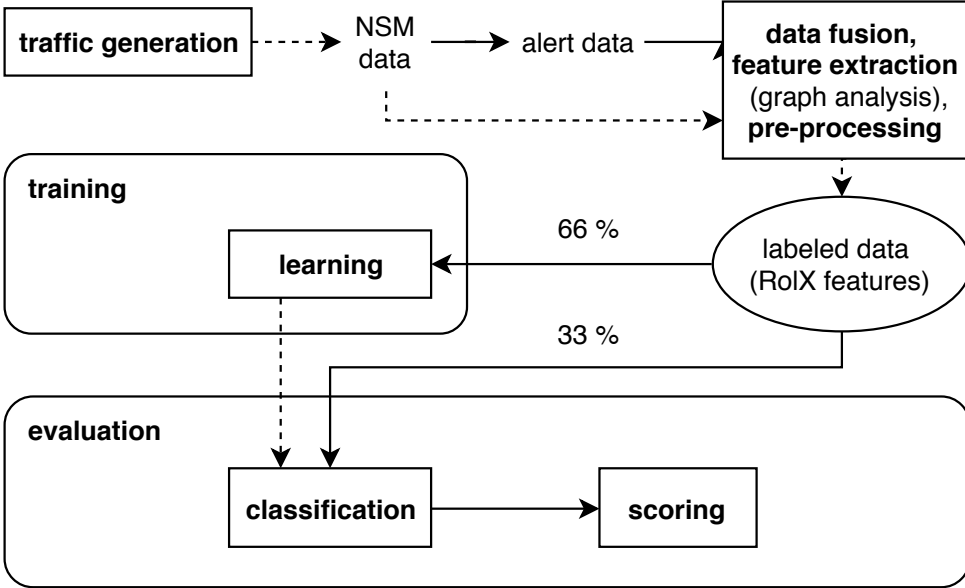 traffic generation
NSM
data
alert data
data fusion,
feature extraction
(graph analysis),
pre-processing
training
66 %
learning
labeled data
(RolX features)
33 %
evaluation
classification
scoring